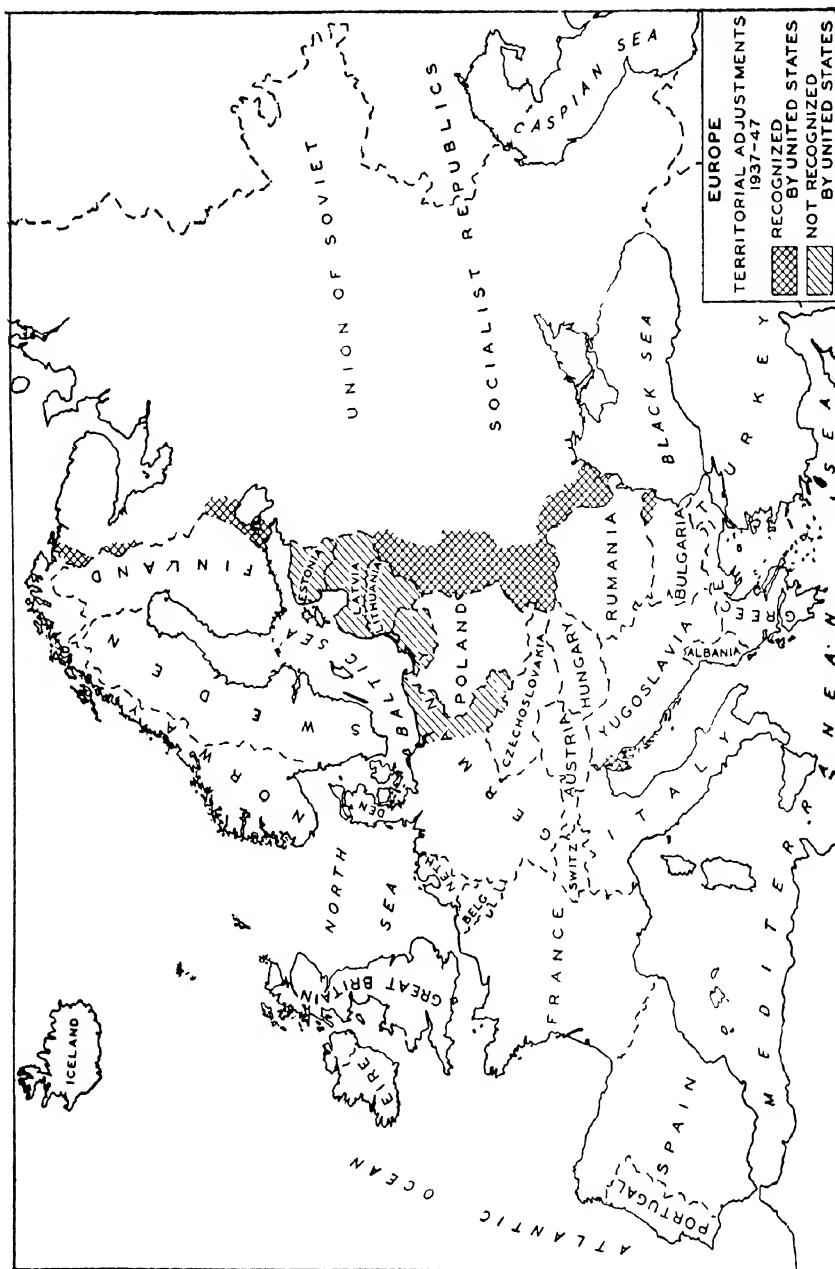 ICELAND
ATLANTIC OCEAN
EIRE
GREAT BRITAIN
NORTH
SEA
NORWAY
SWEDEN
FINLAND
BALTIC SEA
DEN
NETH
BELG
L
FRANCE
SWITZ
GERMANY
POLAND
ESTONIA
LATVIA
LITHUANIA
CZECHOSLOVAKIA
AUSTRIA
HUNGARY
RUMANIA
YUGOSLAVIA
BULGARIA
ALBANIA
GREECE
ITALY
SPAIN
PORTUGAL
MEDITERRANEAN SEA
TURKEY
BLACK SEA
CASPIAN SEA
UNION OF SOVIET
SOCIALIST REPUBLICS
EUROPE
TERRITORIAL ADJUSTMENTS
1937-47
RECOGNIZED
BY UNITED STATES
NOT RECOGNIZED
BY UNITED STATES